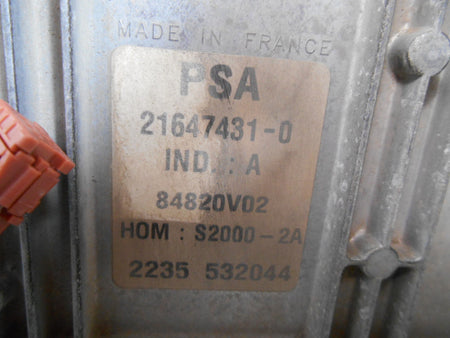 MADE IN FRANCE
PSA
21647431-0
IND. : A
84820V02
HOM : S2000-2A
2235 532044